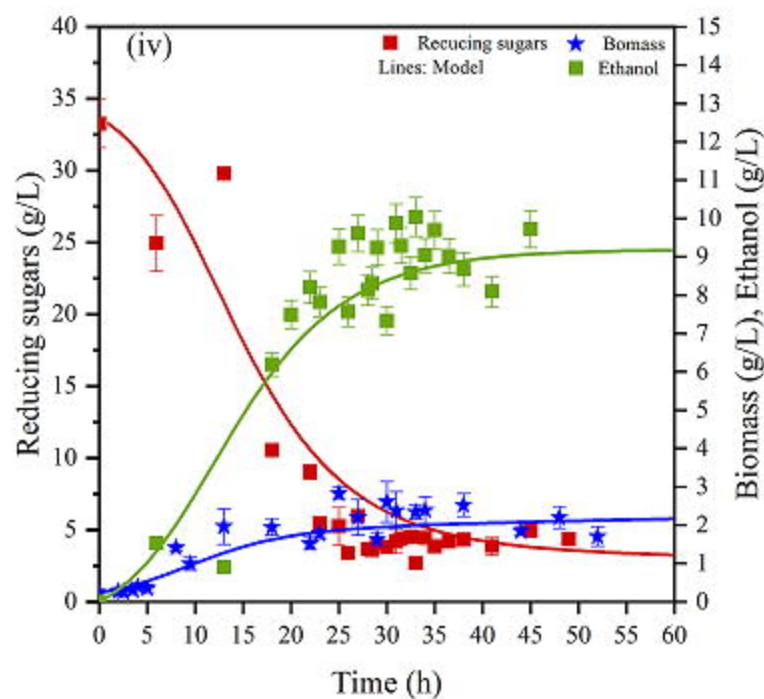 (iv)
Recucing sugars
Bomass
Lines: Model
Ethanol
40
35
30
25
20
15
10
5
0
Reducing sugars (g/L)
15
14
13
12
11
10
9
8
7
6
5
4
3
2
1
0
Biomass (g/L), Ethanol (g/L)
0 5 10 15 20 25 30 35 40 45 50 55 60
Time (h)